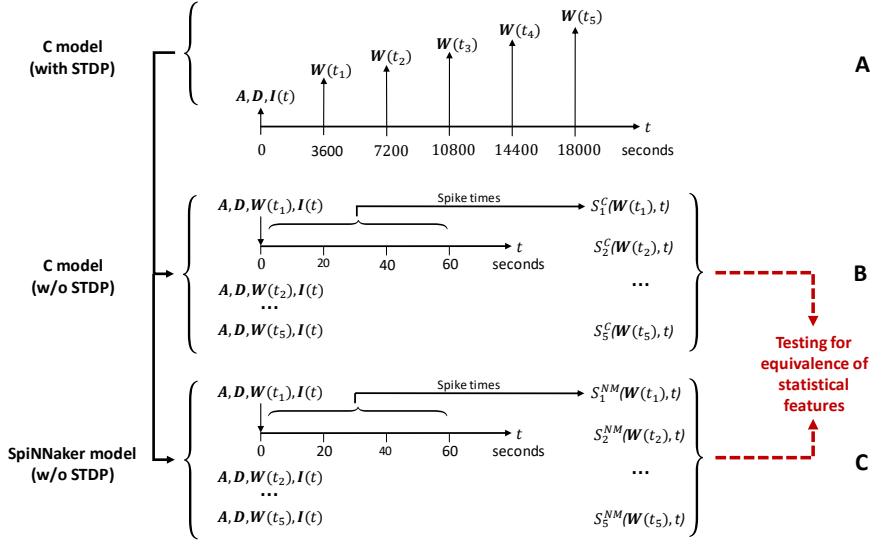 C model
(with STDP)
A, D, I(t)
W(t₁)
W(t₂)
W(t₃)
W(t₄)
W(t₅)
t
0 3600 7200 10800 14400 18000 seconds
A
C model
(w/o STDP)
A, D, W(t₁), I(t)
Spike times
t
0 20 40 60 seconds
A, D, W(t₂), I(t)
...
A, D, W(t₅), I(t)
S₁ᶜ(W(t₁), t)
S₂ᶜ(W(t₂), t)
...
S₅ᶜ(W(t₅), t)
B
Testing for
equivalence of
statistical
features
SpiNNaker model
(w/o STDP)
A, D, W(t₁), I(t)
Spike times
t
0 20 40 60 seconds
A, D, W(t₂), I(t)
...
A, D, W(t₅), I(t)
S₁ᴺᴹ(W(t₁), t)
S₂ᴺᴹ(W(t₂), t)
...
S₅ᴺᴹ(W(t₅), t)
C